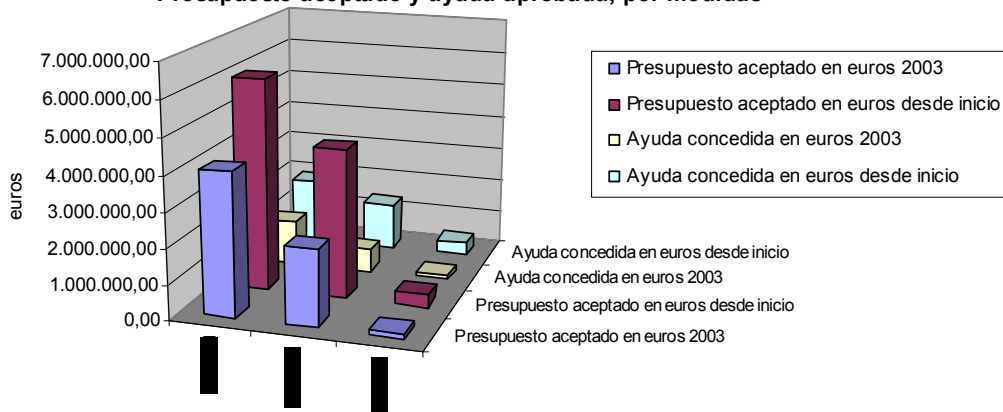 Presupuesto aceptado y ayuda aprobada, por medidas
7.000.000,00
6.000.000,00
5.000.000,00
4.000.000,00
3.000.000,00
2.000.000,00
1.000.000,00
0,00
euros
Presupuesto aceptado en euros 2003
Presupuesto aceptado en euros desde inicio
Ayuda concedida en euros 2003
Ayuda concedida en euros desde inicio
Ayuda concedida en euros desde inicio
Ayuda concedida en euros 2003
Presupuesto aceptado en euros desde inicio
Presupuesto aceptado en euros 2003